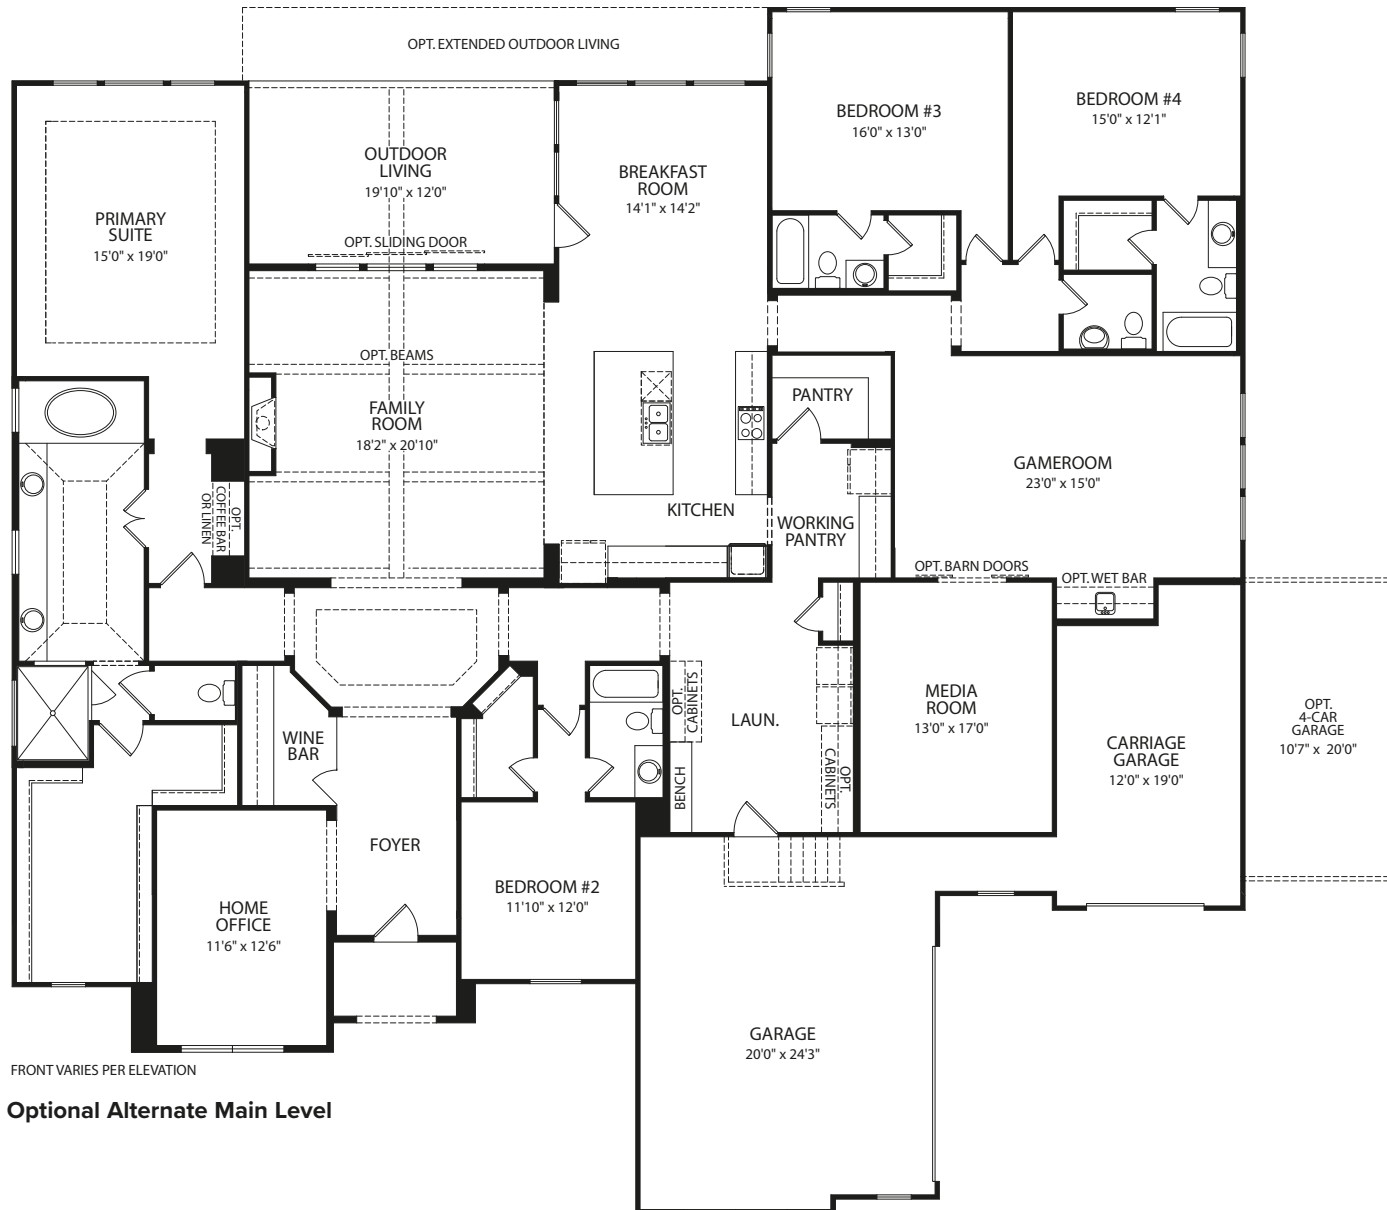 OPT. EXTENDED OUTDOOR LIVING
BEDROOM #3
16'0" x 13'0"
BEDROOM #4
15'0" x 12'1"
OUTDOOR
LIVING
19'10" x 12'0"
OPT. SLIDING DOOR
BREAKFAST
ROOM
14'1" x 14'2"
PRIMARY
SUITE
15'0" x 19'0"
OPT. BEAMS
FAMILY
ROOM
18'2" x 20'10"
PANTRY
GAMEROOM
23'0" x 15'0"
KITCHEN
WORKING
PANTRY
OPT.
COFFEE BAR
OR LINEN
OPT. BARN DOORS
OPT. WET BAR
OPT.
CABINETS
BENCH
LAUN.
OPT.
CABINETS
MEDIA
ROOM
13'0" x 17'0"
CARRIAGE
GARAGE
12'0" x 19'0"
OPT.
4-CAR
GARAGE
10'7" x 20'0"
WINE
BAR
FOYER
BEDROOM #2
11'10" x 12'0"
HOME
OFFICE
11'6" x 12'6"
GARAGE
20'0" x 24'3"
FRONT VARIES PER ELEVATION
Optional Alternate Main Level